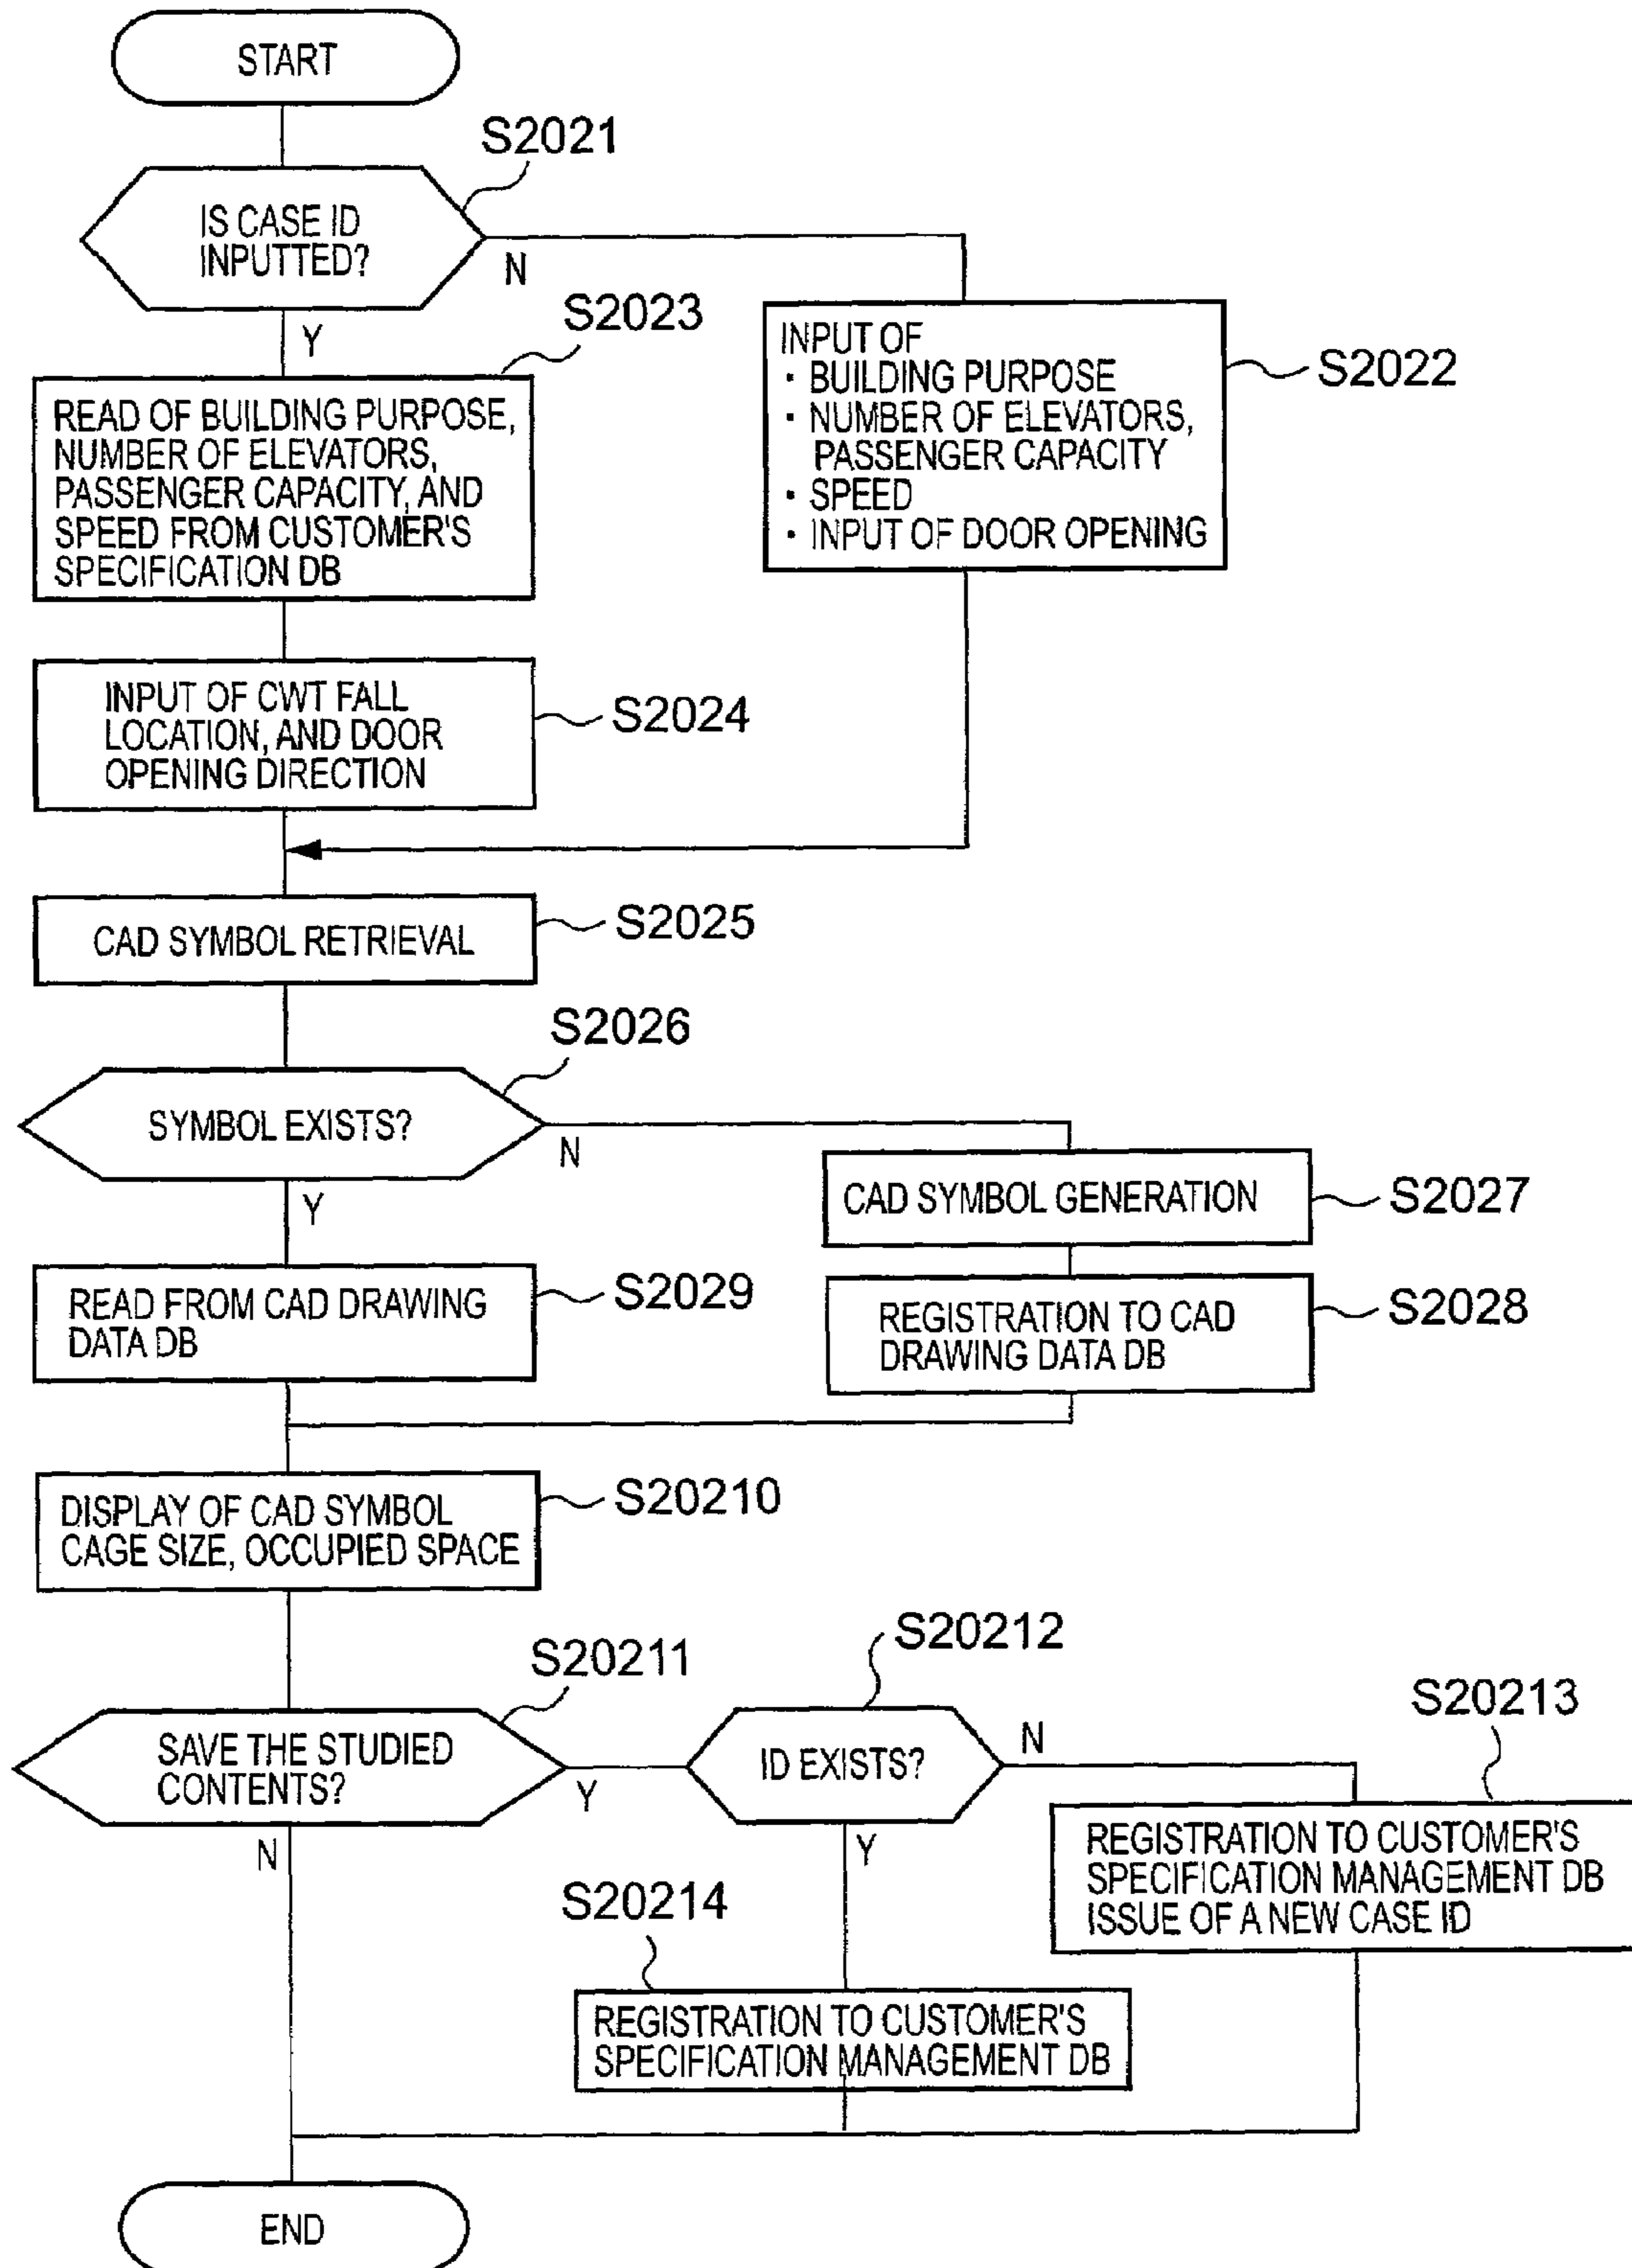 START
S2021
IS CASE ID
INPUTTED?
N
Y
S2023
READ OF BUILDING PURPOSE,
NUMBER OF ELEVATORS,
PASSENGER CAPACITY, AND
SPEED FROM CUSTOMER'S
SPECIFICATION DB
INPUT OF
・BUILDING PURPOSE
・NUMBER OF ELEVATORS,
PASSENGER CAPACITY
・SPEED
・INPUT OF DOOR OPENING
S2022
INPUT OF CWT FALL
LOCATION, AND DOOR
OPENING DIRECTION
S2024
CAD SYMBOL RETRIEVAL
S2025
S2026
SYMBOL EXISTS?
N
Y
CAD SYMBOL GENERATION
S2027
READ FROM CAD DRAWING
DATA DB
S2029
REGISTRATION TO CAD
DRAWING DATA DB
S2028
DISPLAY OF CAD SYMBOL
CAGE SIZE, OCCUPIED SPACE
S20210
S20211
SAVE THE STUDIED
CONTENTS?
Y
N
S20212
ID EXISTS?
N
Y
S20213
REGISTRATION TO CUSTOMER'S
SPECIFICATION MANAGEMENT DB
ISSUE OF A NEW CASE ID
S20214
REGISTRATION TO CUSTOMER'S
SPECIFICATION MANAGEMENT DB
END